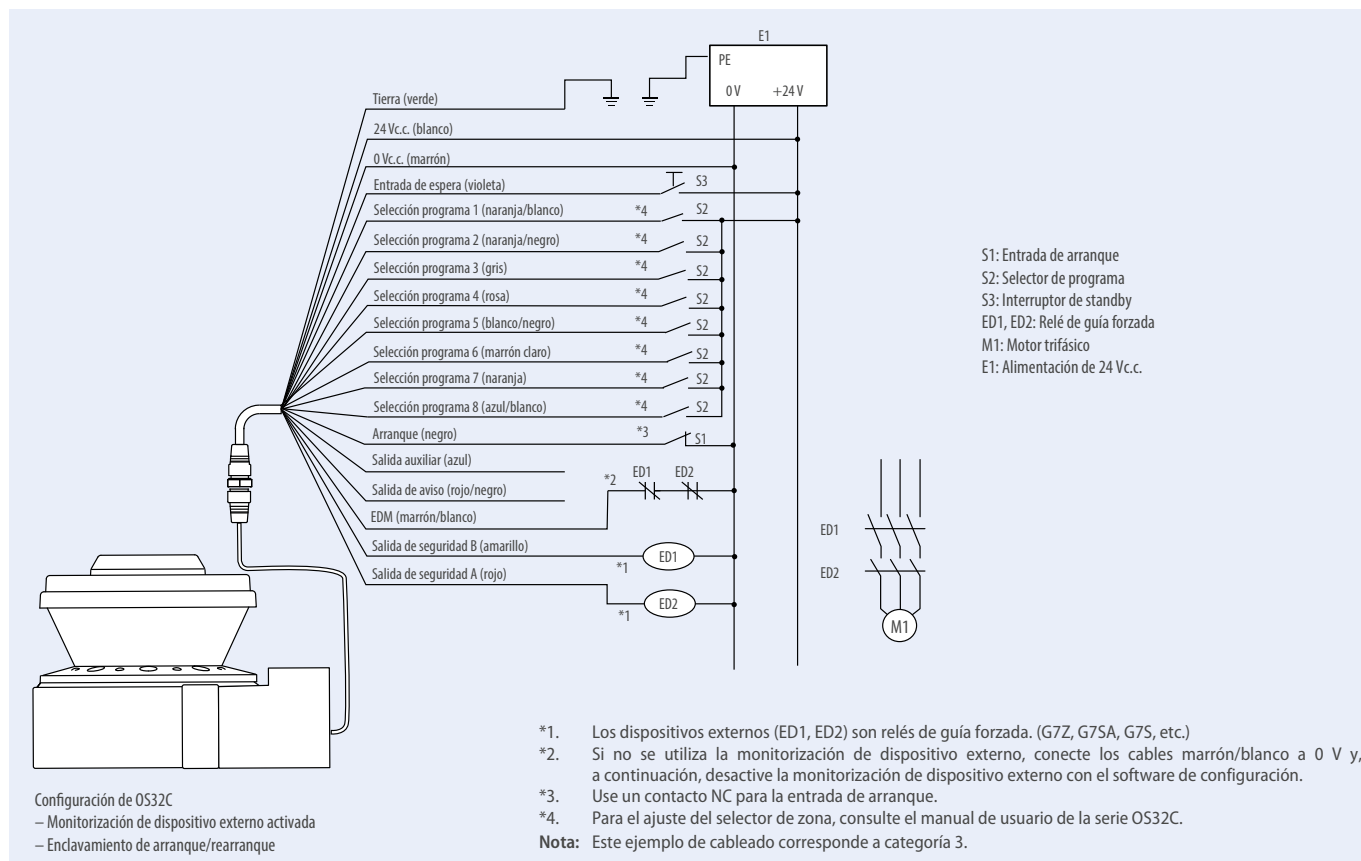 E1
PE
0 V +24 V
Tierra (verde)
24 Vc.c. (blanco)
0 Vc.c. (marrón)
Entrada de espera (violeta) S3
Selección programa 1 (naranja/blanco) *4 S2
Selección programa 2 (naranja/negro) *4 S2
Selección programa 3 (gris) *4 S2
Selección programa 4 (rosa) *4 S2
Selección programa 5 (blanco/negro) *4 S2
Selección programa 6 (marrón claro) *4 S2
Selección programa 7 (naranja) *4 S2
Selección programa 8 (azul/blanco) *4 S2
Arranque (negro) *3 S1
Salida auxiliar (azul)
Salida de aviso (rojo/negro) *2 ED1 ED2
EDM (marrón/blanco)
Salida de seguridad B (amarillo) *1 ED1
Salida de seguridad A (rojo) *1 ED2
S1: Entrada de arranque
S2: Selector de programa
S3: Interruptor de standby
ED1, ED2: Relé de guía forzada
M1: Motor trifásico
E1: Alimentación de 24 Vc.c.
ED1
ED2
M1
*1. Los dispositivos externos (ED1, ED2) son relés de guía forzada. (G7Z, G7SA, G7S, etc.)
*2. Si no se utiliza la monitorización de dispositivo externo, conecte los cables marrón/blanco a 0 V y,
a continuación, desactive la monitorización de dispositivo externo con el software de configuración.
*3. Use un contacto NC para la entrada de arranque.
*4. Para el ajuste del selector de zona, consulte el manual de usuario de la serie OS32C.
Nota: Este ejemplo de cableado corresponde a categoría 3.
Configuración de OS32C
– Monitorización de dispositivo externo activada
– Enclavamiento de arranque/rearranque